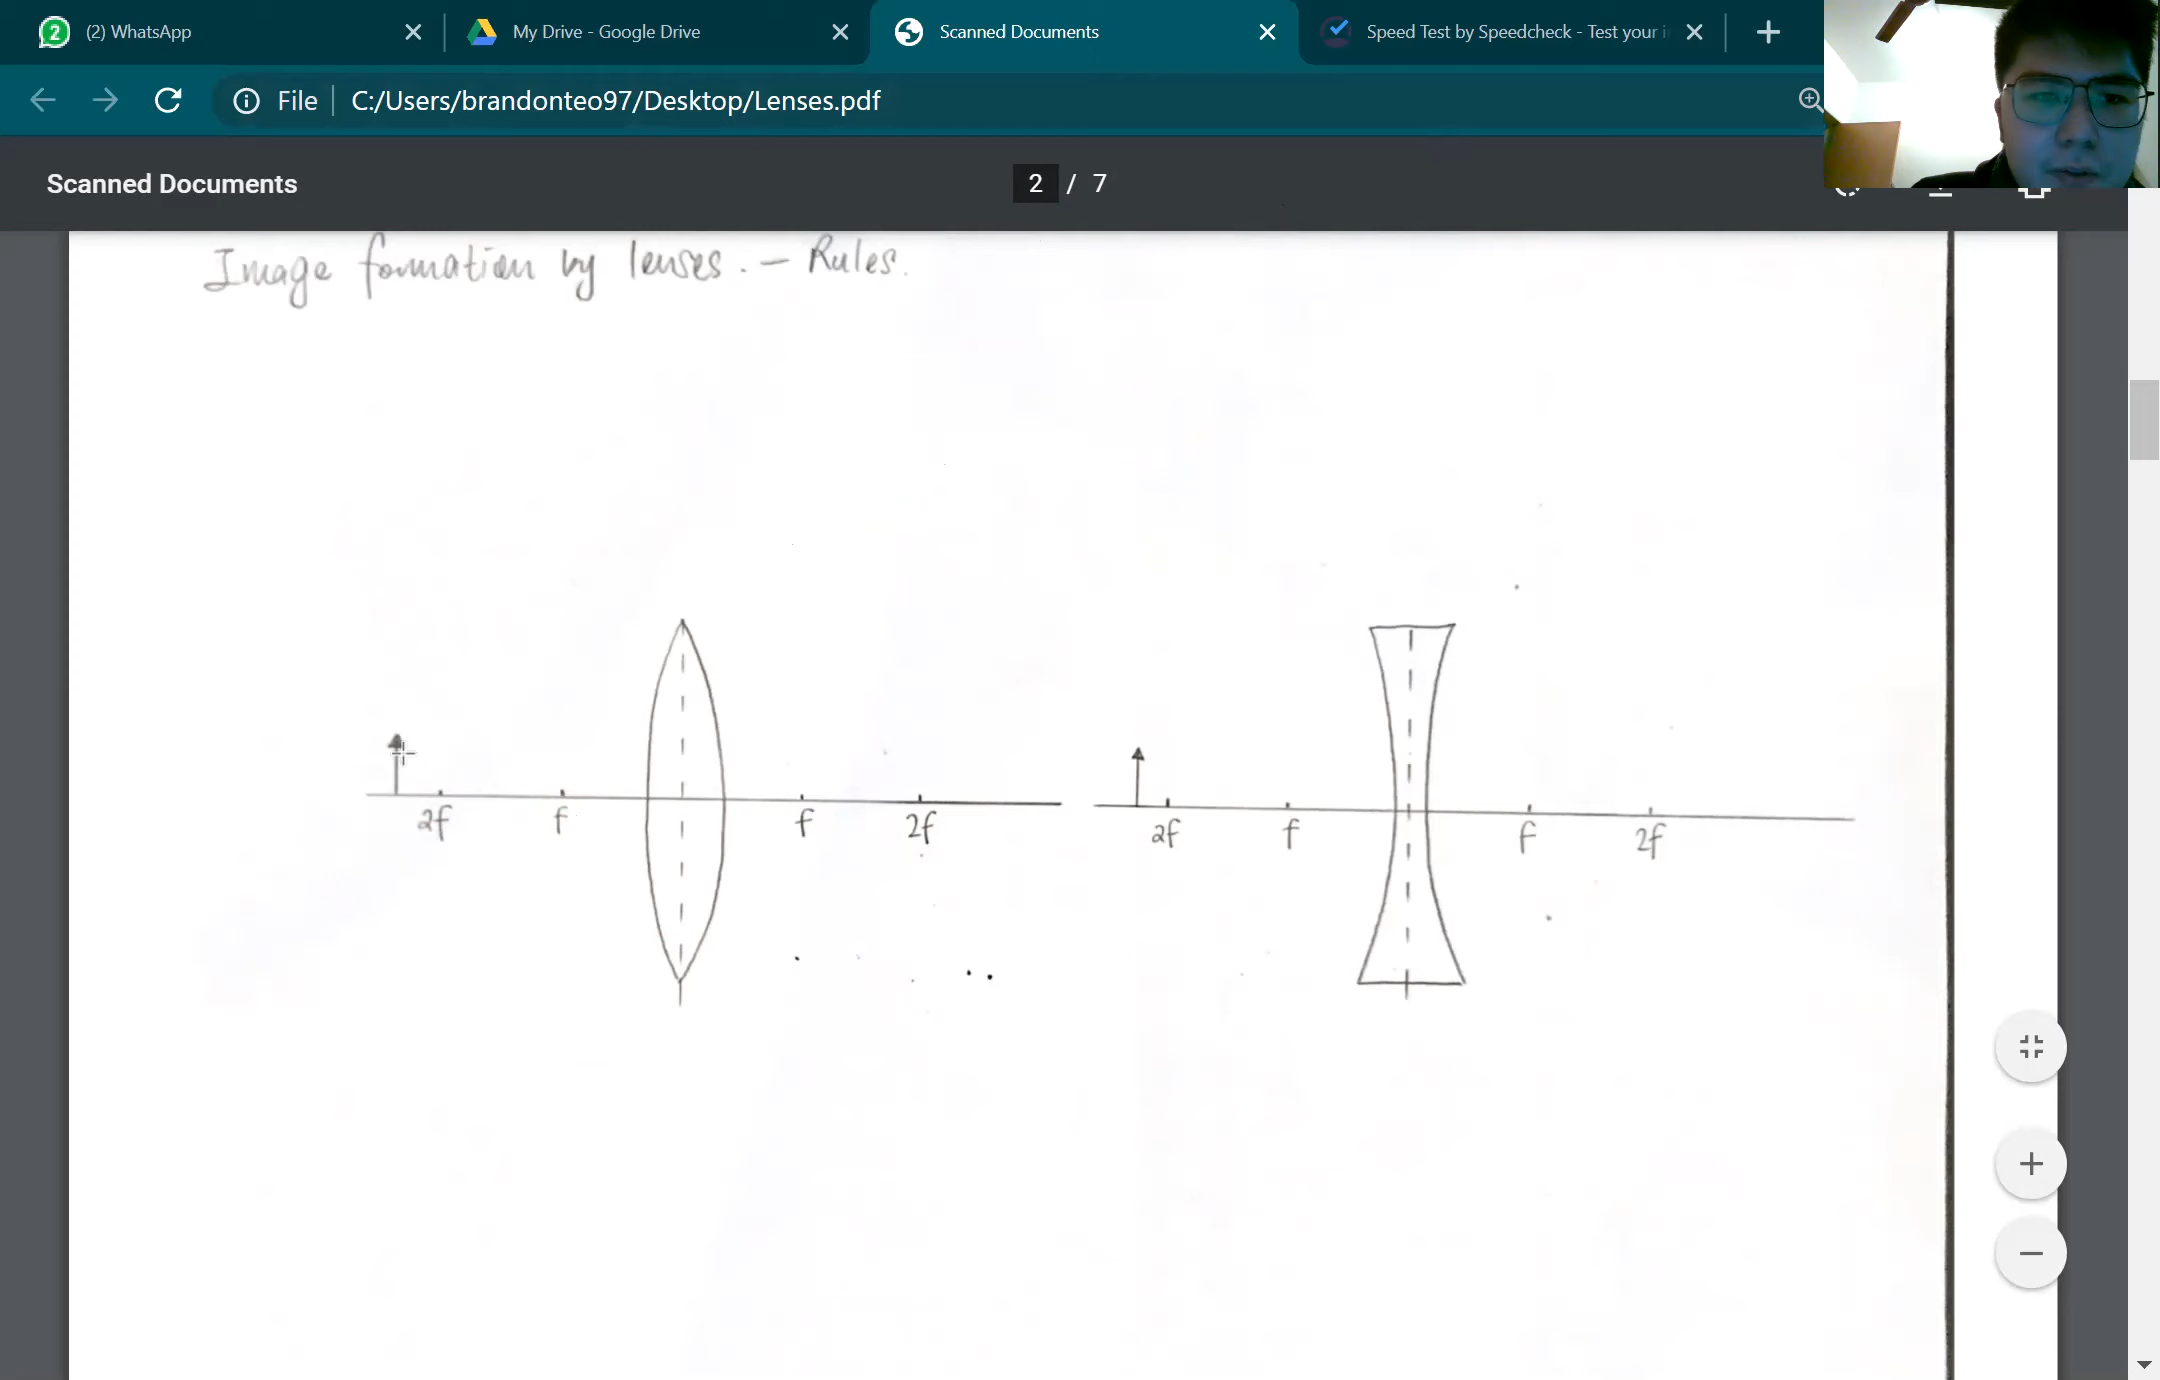 (2) WhatsApp
My Drive - Google Drive
Scanned Documents
Speed Test by Speedcheck - Test your i
File
C:/Users/brandonteo97/Desktop/Lenses.pdf
Scanned Documents
2 / 7
Image formation by lenses. — Rules.
2f f f 2f
2f f f 2f